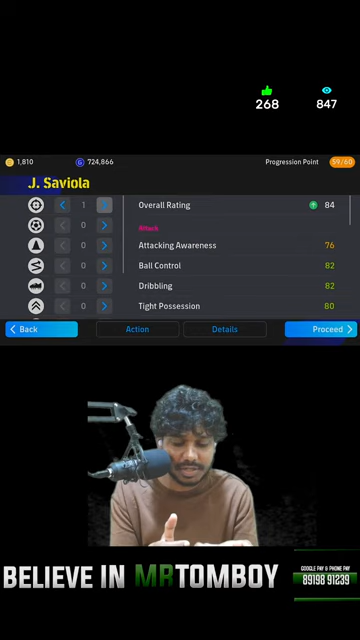 268
847
1,810
724,866
Progression Point
59/60
J. Saviola
1
Overall Rating
84
Attack
0
Attacking Awareness
76
0
Ball Control
82
0
Dribbling
82
0
Tight Possession
80
0
Back
Action
Details
Proceed
BELIEVE IN MRTOMBOY
GOOGLE PAY & PHONE PAY
89198 91239